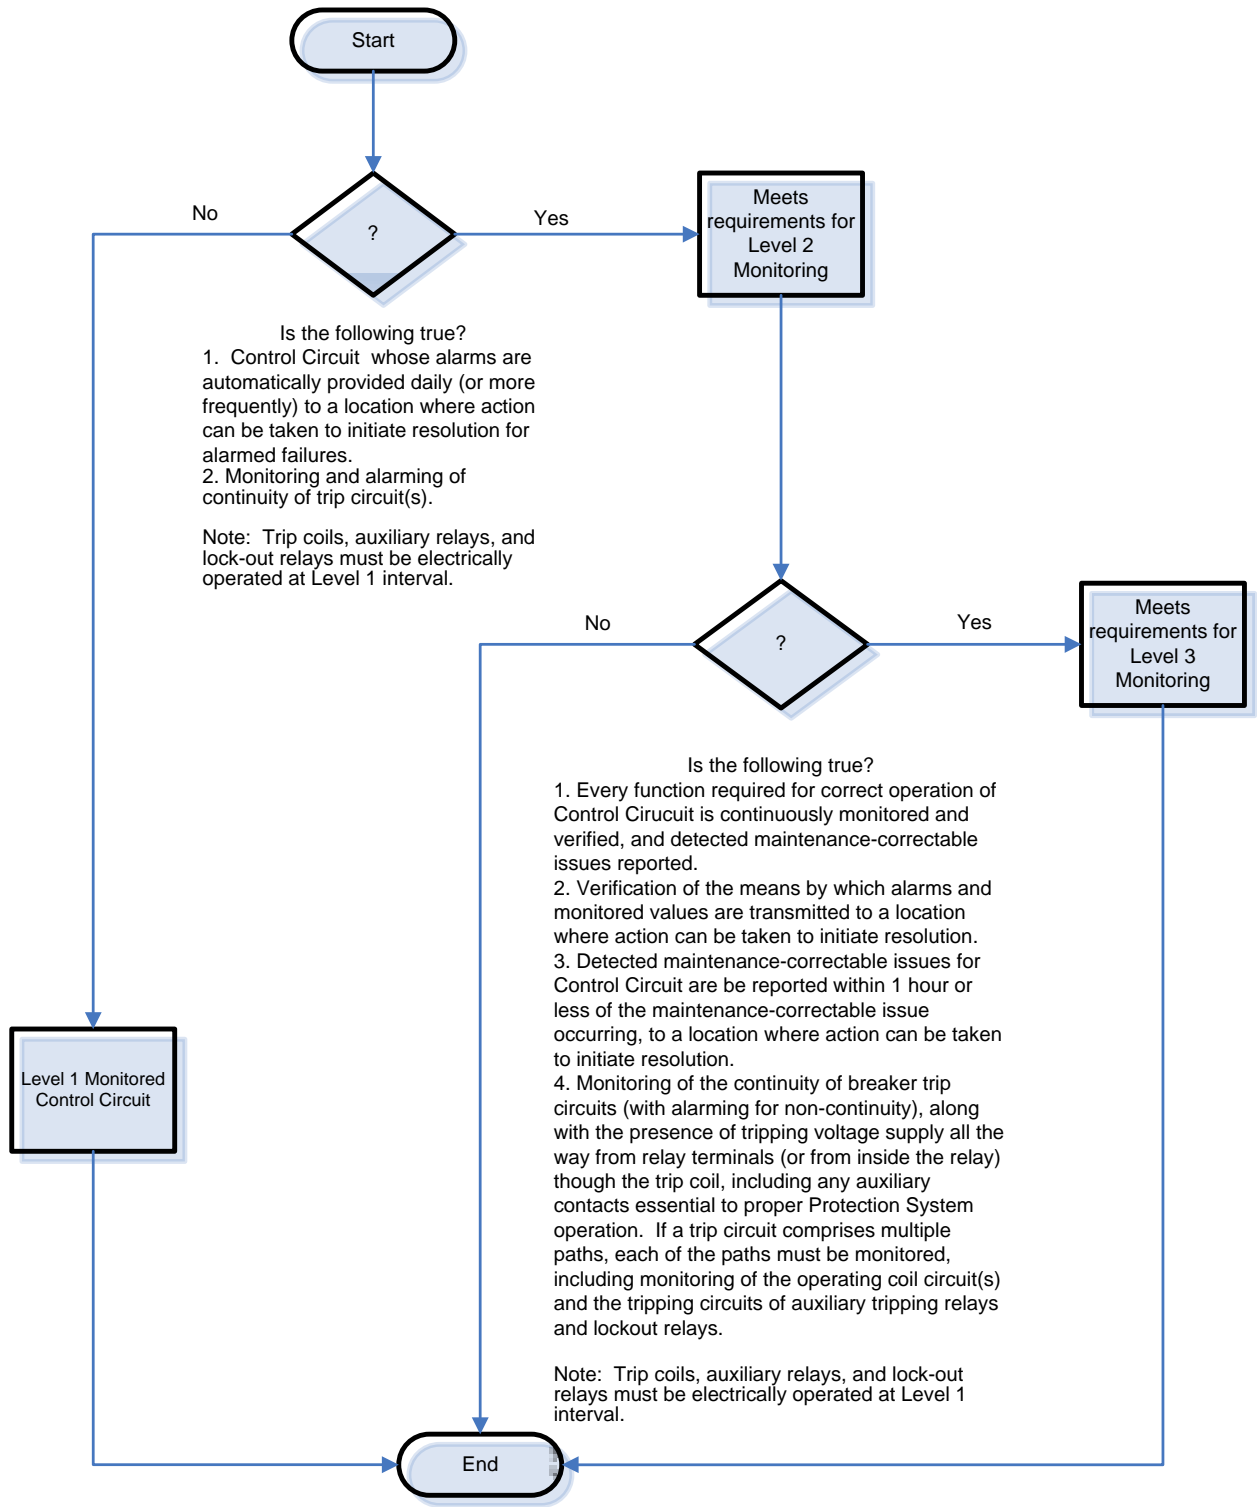 Start
No
?
Yes
Meets
requirements for
Level 2
Monitoring
Is the following true?
1. Control Circuit whose alarms are
automatically provided daily (or more
frequently) to a location where action
can be taken to initiate resolution for
alarmed failures.
2. Monitoring and alarming of
continuity of trip circuit(s).
Note: Trip coils, auxiliary relays, and
lock-out relays must be electrically
operated at Level 1 interval.
No
?
Yes
Meets
requirements for
Level 3
Monitoring
Is the following true?
1. Every function required for correct operation of
Control Cirucuit is continuously monitored and
verified, and detected maintenance-correctable
issues reported.
2. Verification of the means by which alarms and
monitored values are transmitted to a location
where action can be taken to initiate resolution.
3. Detected maintenance-correctable issues for
Control Circuit are be reported within 1 hour or
less of the maintenance-correctable issue
occurring, to a location where action can be taken
to initiate resolution.
4. Monitoring of the continuity of breaker trip
circuits (with alarming for non-continuity), along
with the presence of tripping voltage supply all the
way from relay terminals (or from inside the relay)
though the trip coil, including any auxiliary
contacts essential to proper Protection System
operation. If a trip circuit comprises multiple
paths, each of the paths must be monitored,
including monitoring of the operating coil circuit(s)
and the tripping circuits of auxiliary tripping relays
and lockout relays.
Note: Trip coils, auxiliary relays, and lock-out
relays must be electrically operated at Level 1
interval.
Level 1 Monitored
Control Circuit
End